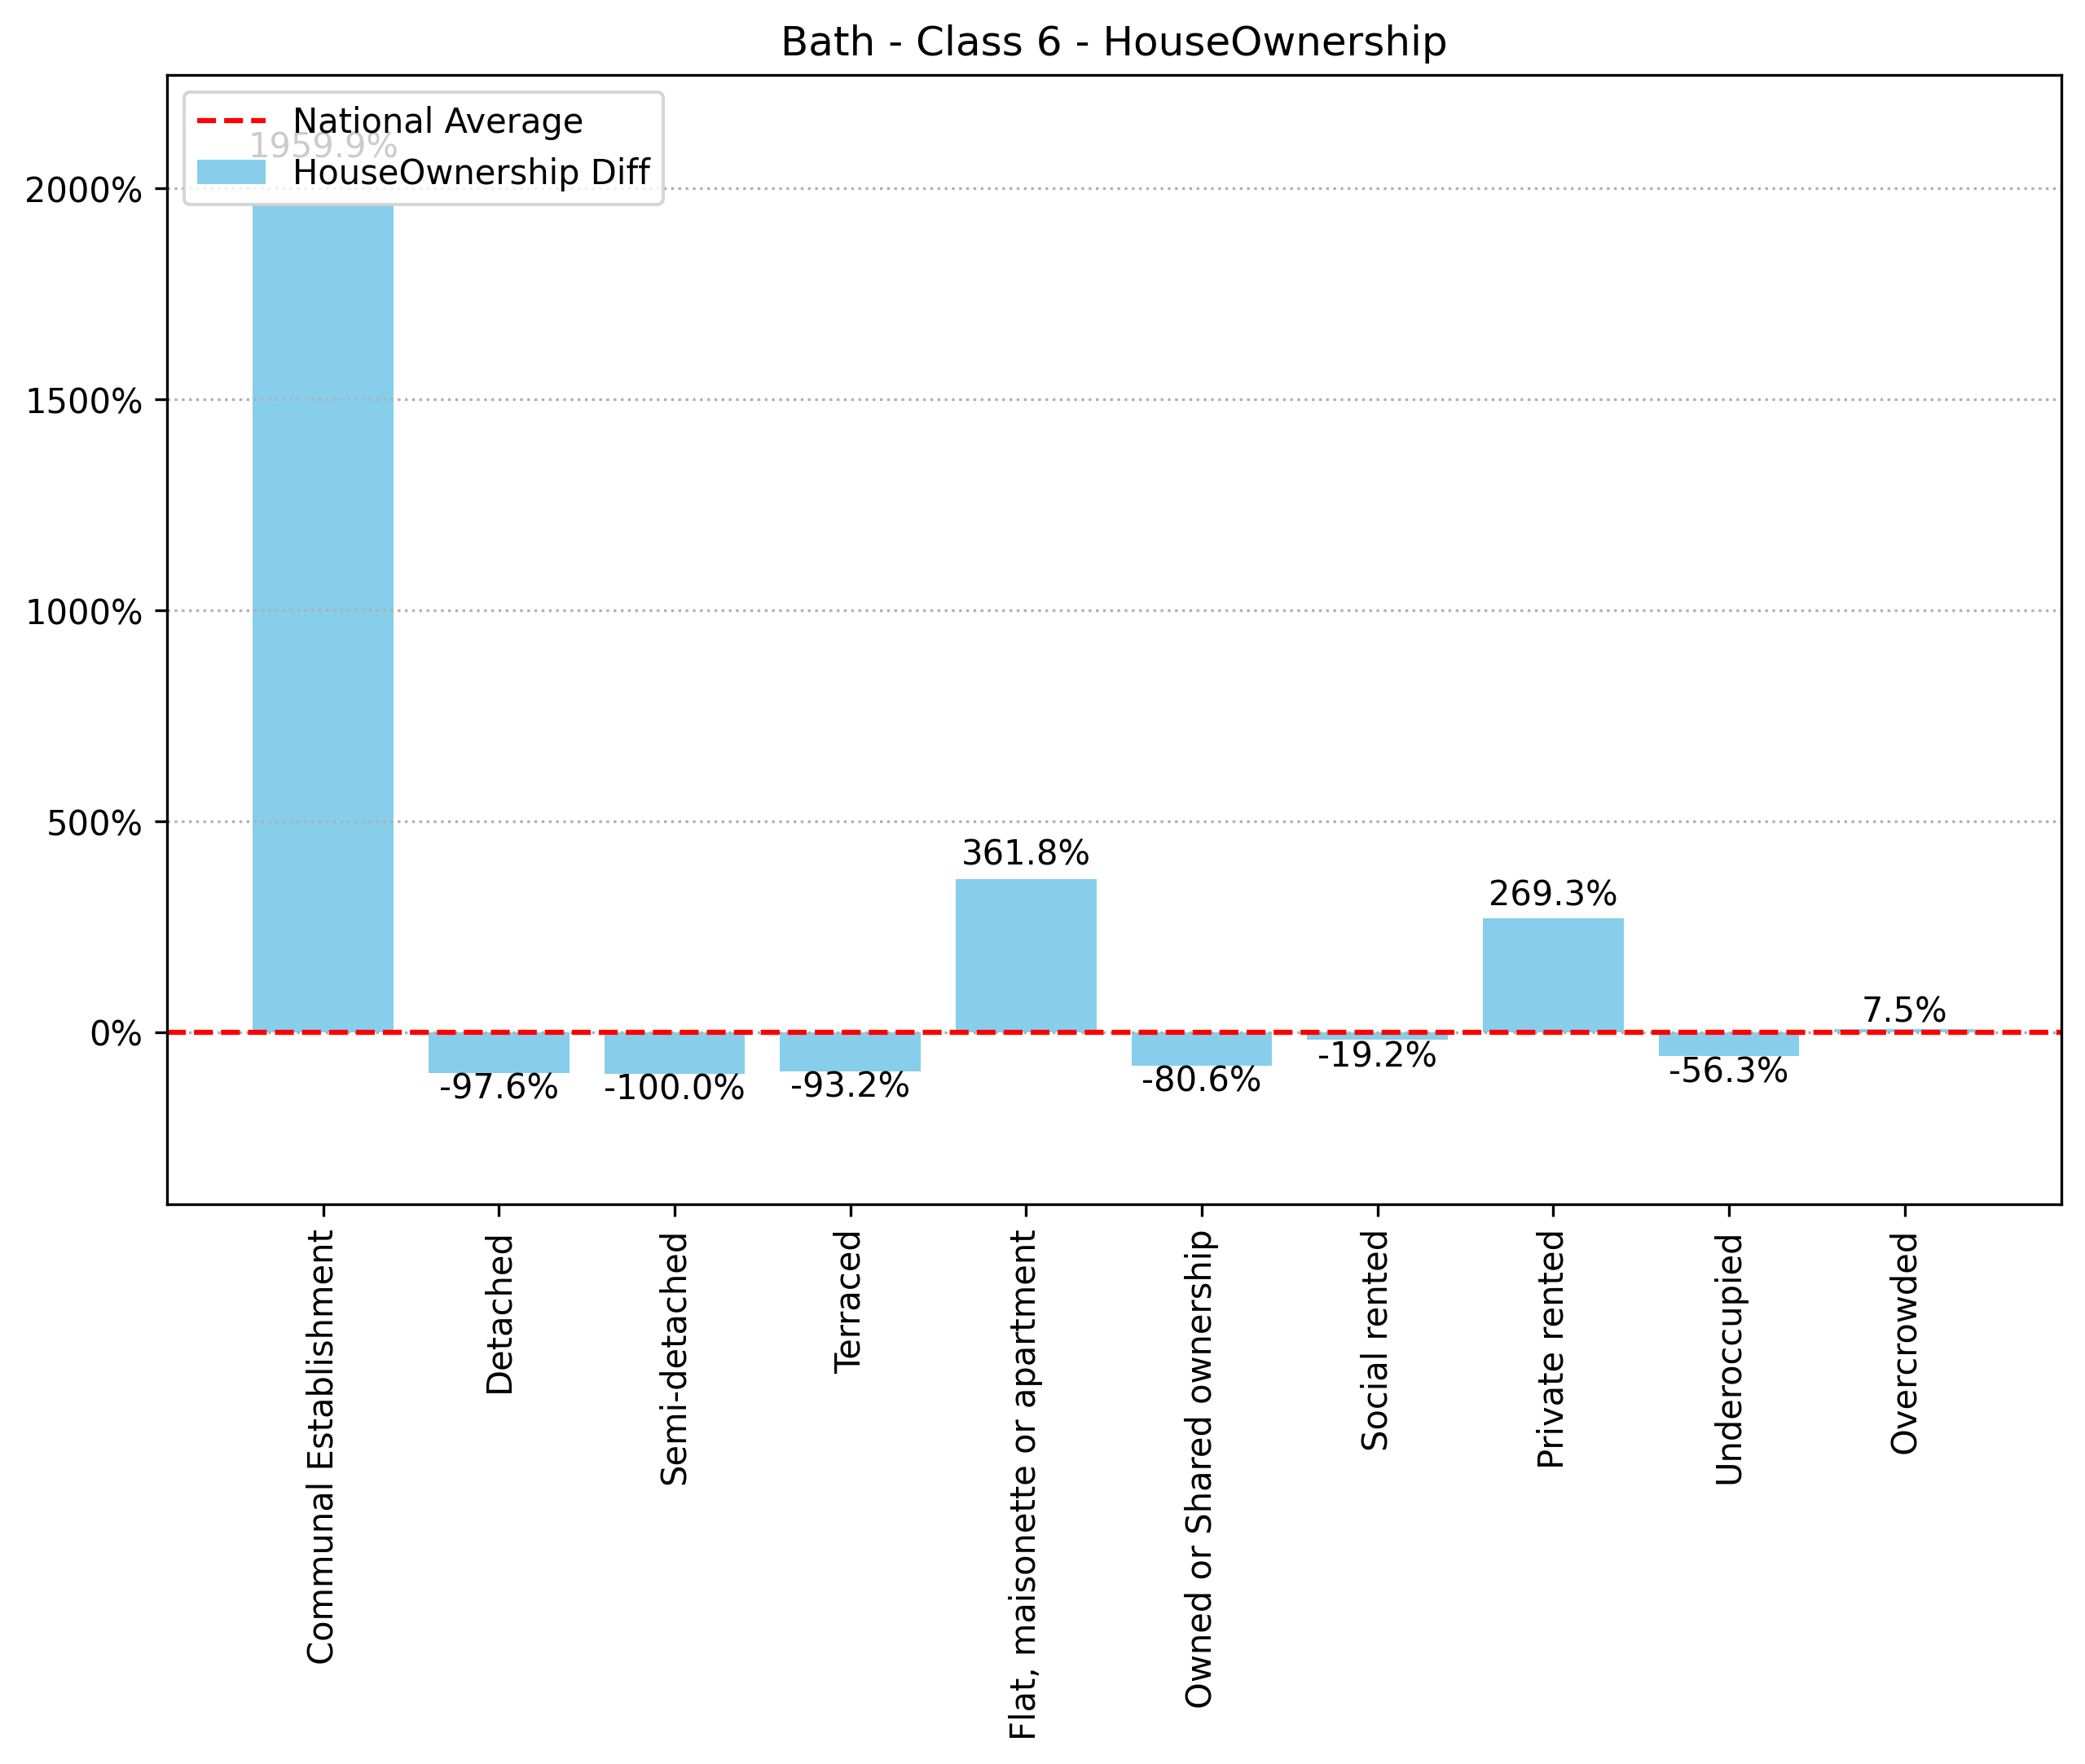 Bath - Class 6 - HouseOwnership
National Average
1959.9%
HouseOwnership Diff
2000%
1500%
1000%
500%
0%
361.8%
269.3%
7.5%
-97.6%
-100.0%
-93.2%
-80.6%
-19.2%
-56.3%
Communal Establishment
Detached
Semi-detached
Terraced
Flat, maisonette or apartment
Owned or Shared ownership
Social rented
Private rented
Underoccupied
Overcrowded